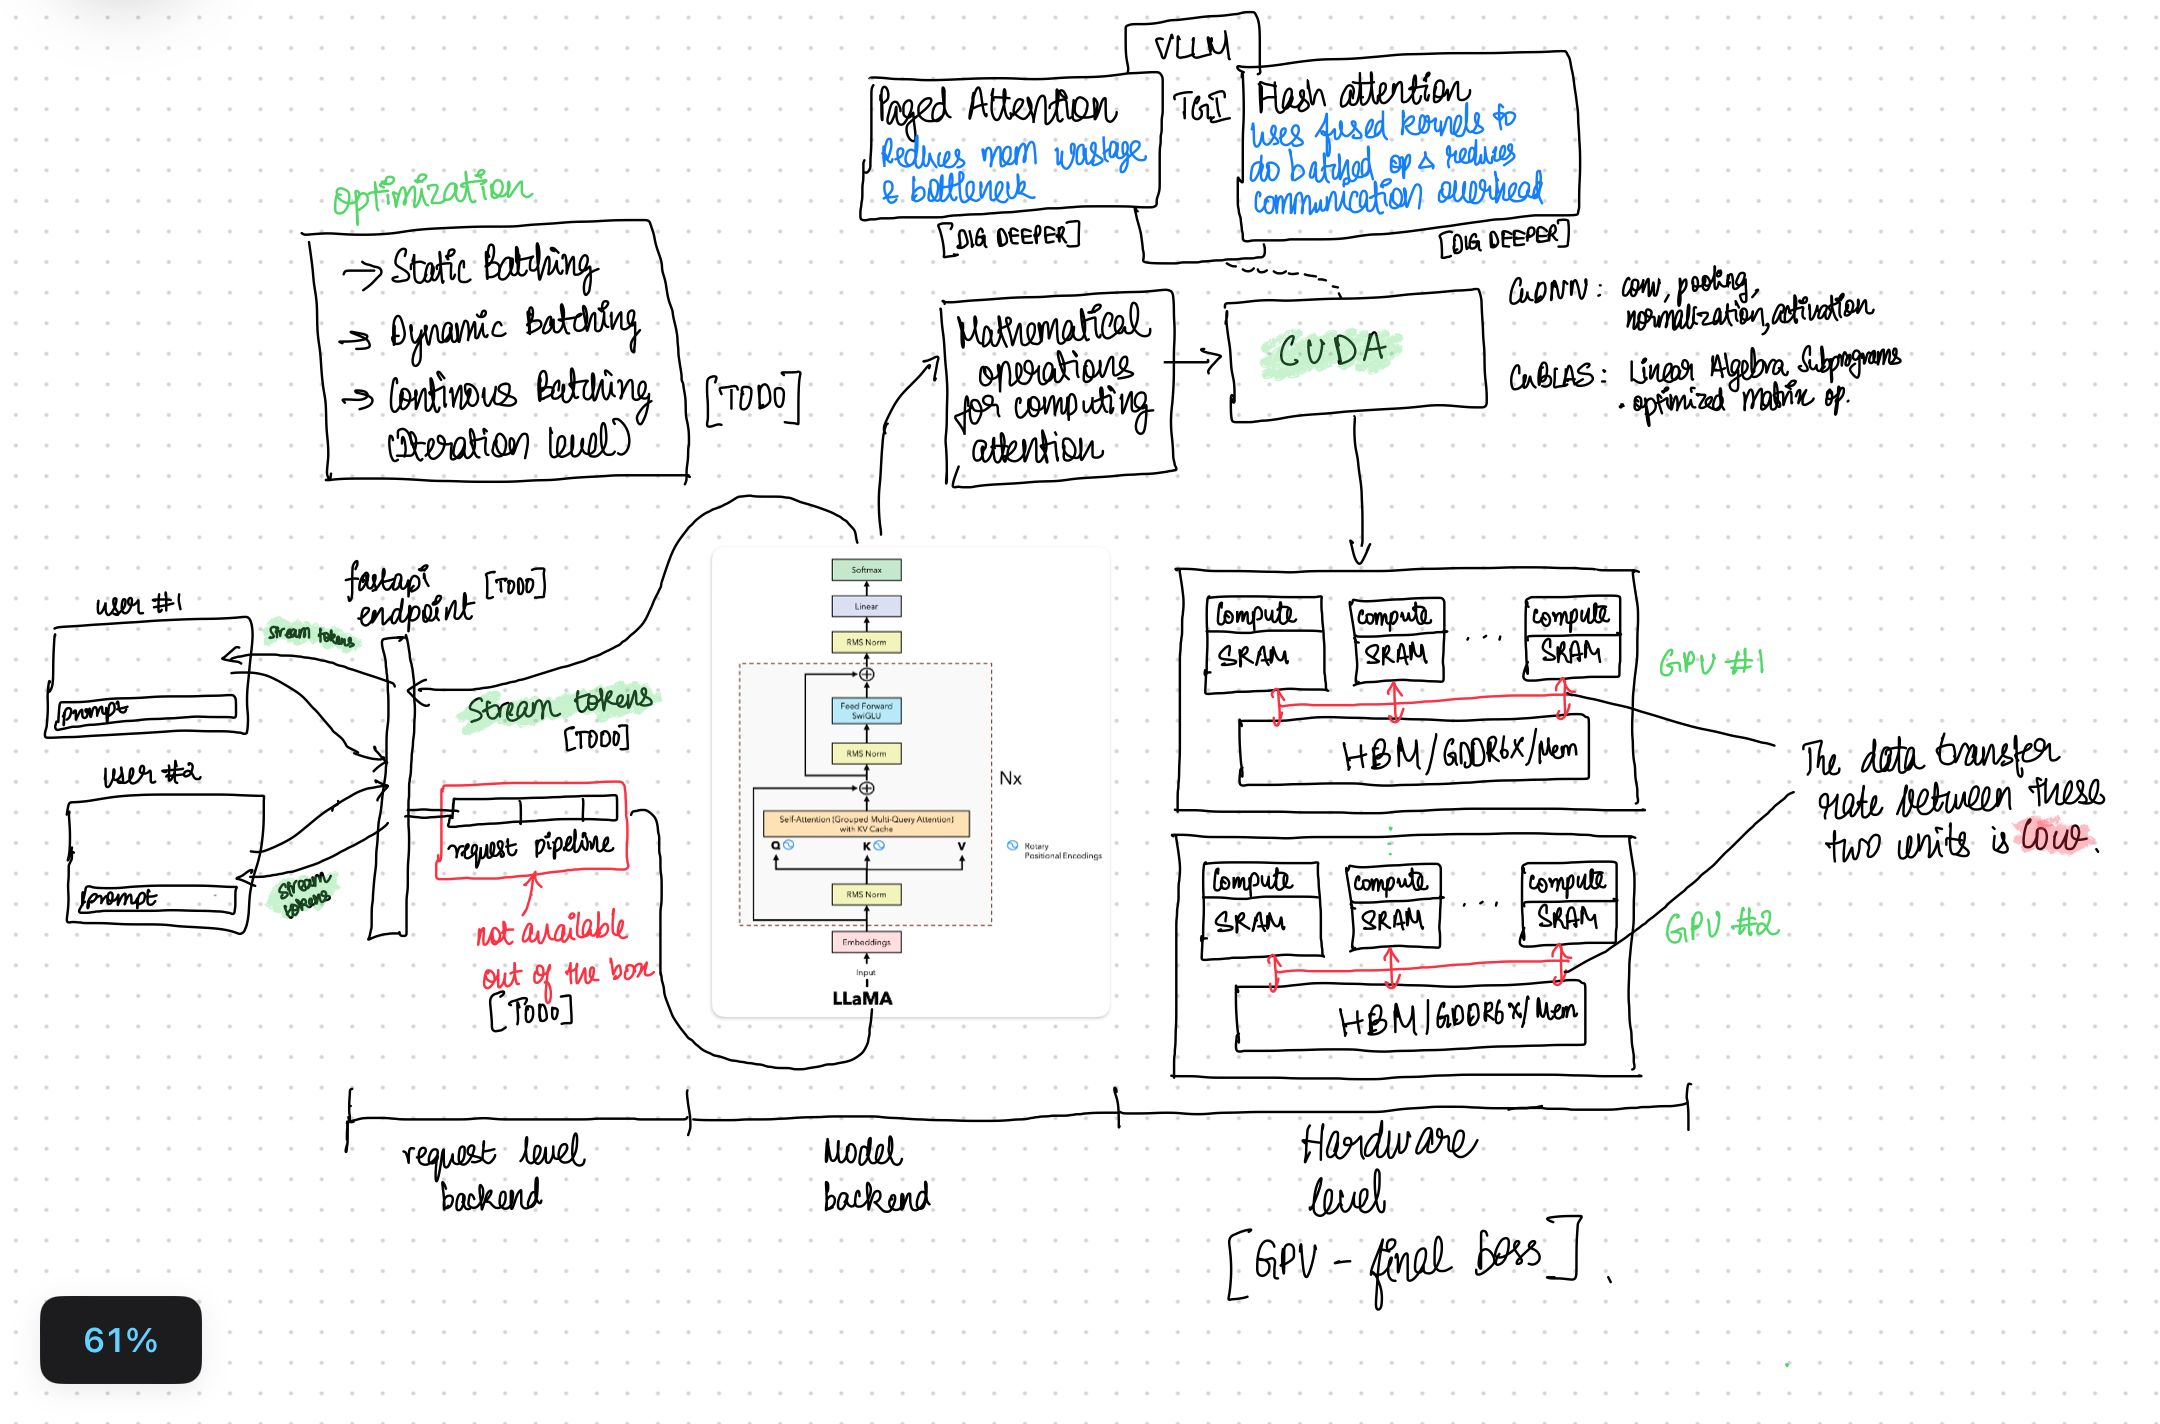 VLLM
Paged Attention
Reduces mem wastage
& bottleneck
[DIG DEEPER]
TGI
Flash attention
uses fused kernels to
do batched op & reduces
communication overhead
[DIG DEEPER]
optimization
→ Static Batching
→ Dynamic Batching
→ Continous Batching
(Iteration level)
[TODO]
Mathematical
operations
for computing
attention
CUDA
CuDNN: conv, pooling,
normalization, activation
CuBLAS: Linear Algebra Subprograms
• optimized matrix op.
user #1
prompt
stream tokens
user #2
prompt
stream
tokens
fastapi
endpoint [TODO]
Stream tokens
[TODO]
request pipeline
not available
out of the box
[TODO]
Softmax
Linear
RMS Norm
Feed Forward
SwiGLU
RMS Norm
Nx
Self-Attention (Grouped Multi-Query Attention)
with KV Cache
Q K V
Rotary
Positional Encodings
RMS Norm
Embeddings
Input
LLaMA
compute compute ... compute
SRAM SRAM SRAM
HBM/GDDR6X/Mem
GPU #1
compute compute ... compute
SRAM SRAM SRAM
HBM/GDDR6X/Mem
GPU #2
The data transfer
rate between these
two units is low.
request level
backend
Model
backend
Hardware
level
[GPU - final boss].
61%